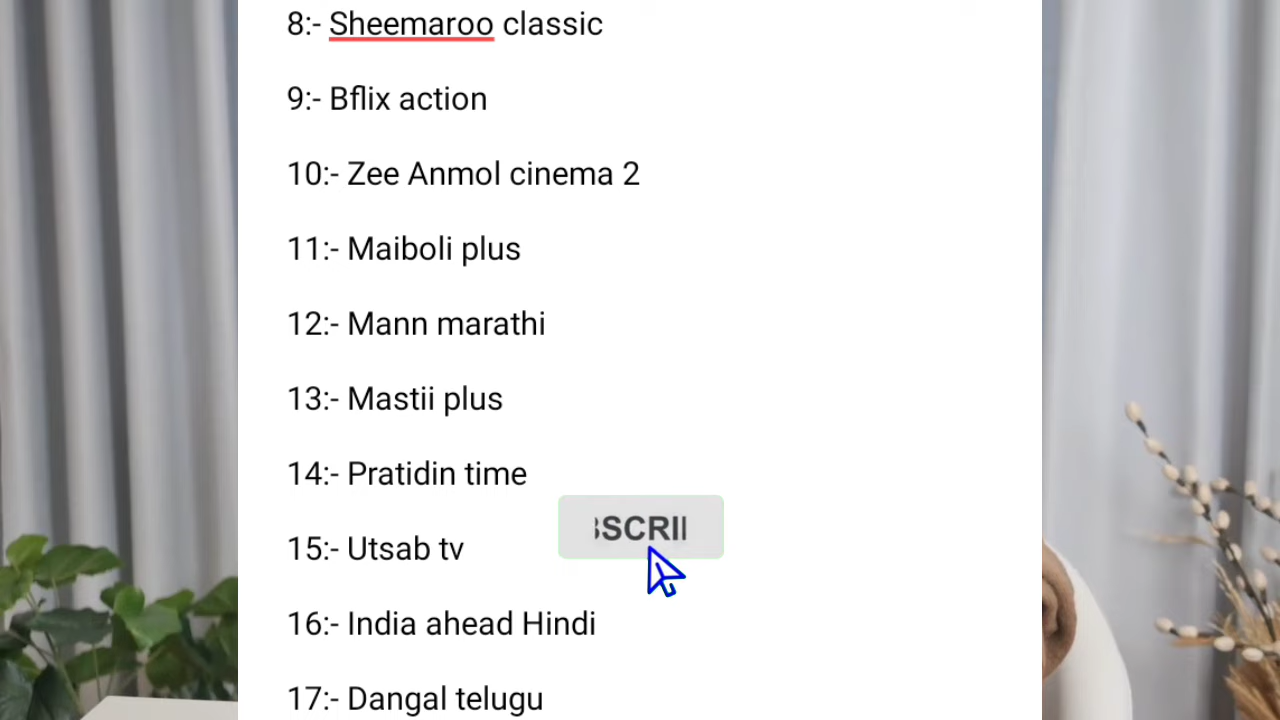 8:- Sheemaroo classic
9:- Bflix action
10:- Zee Anmol cinema 2
11:- Maiboli plus
12:- Mann marathi
13:- Mastii plus
14:- Pratidin time
15:- Utsab tv
16:- India ahead Hindi
17:- Dangal telugu